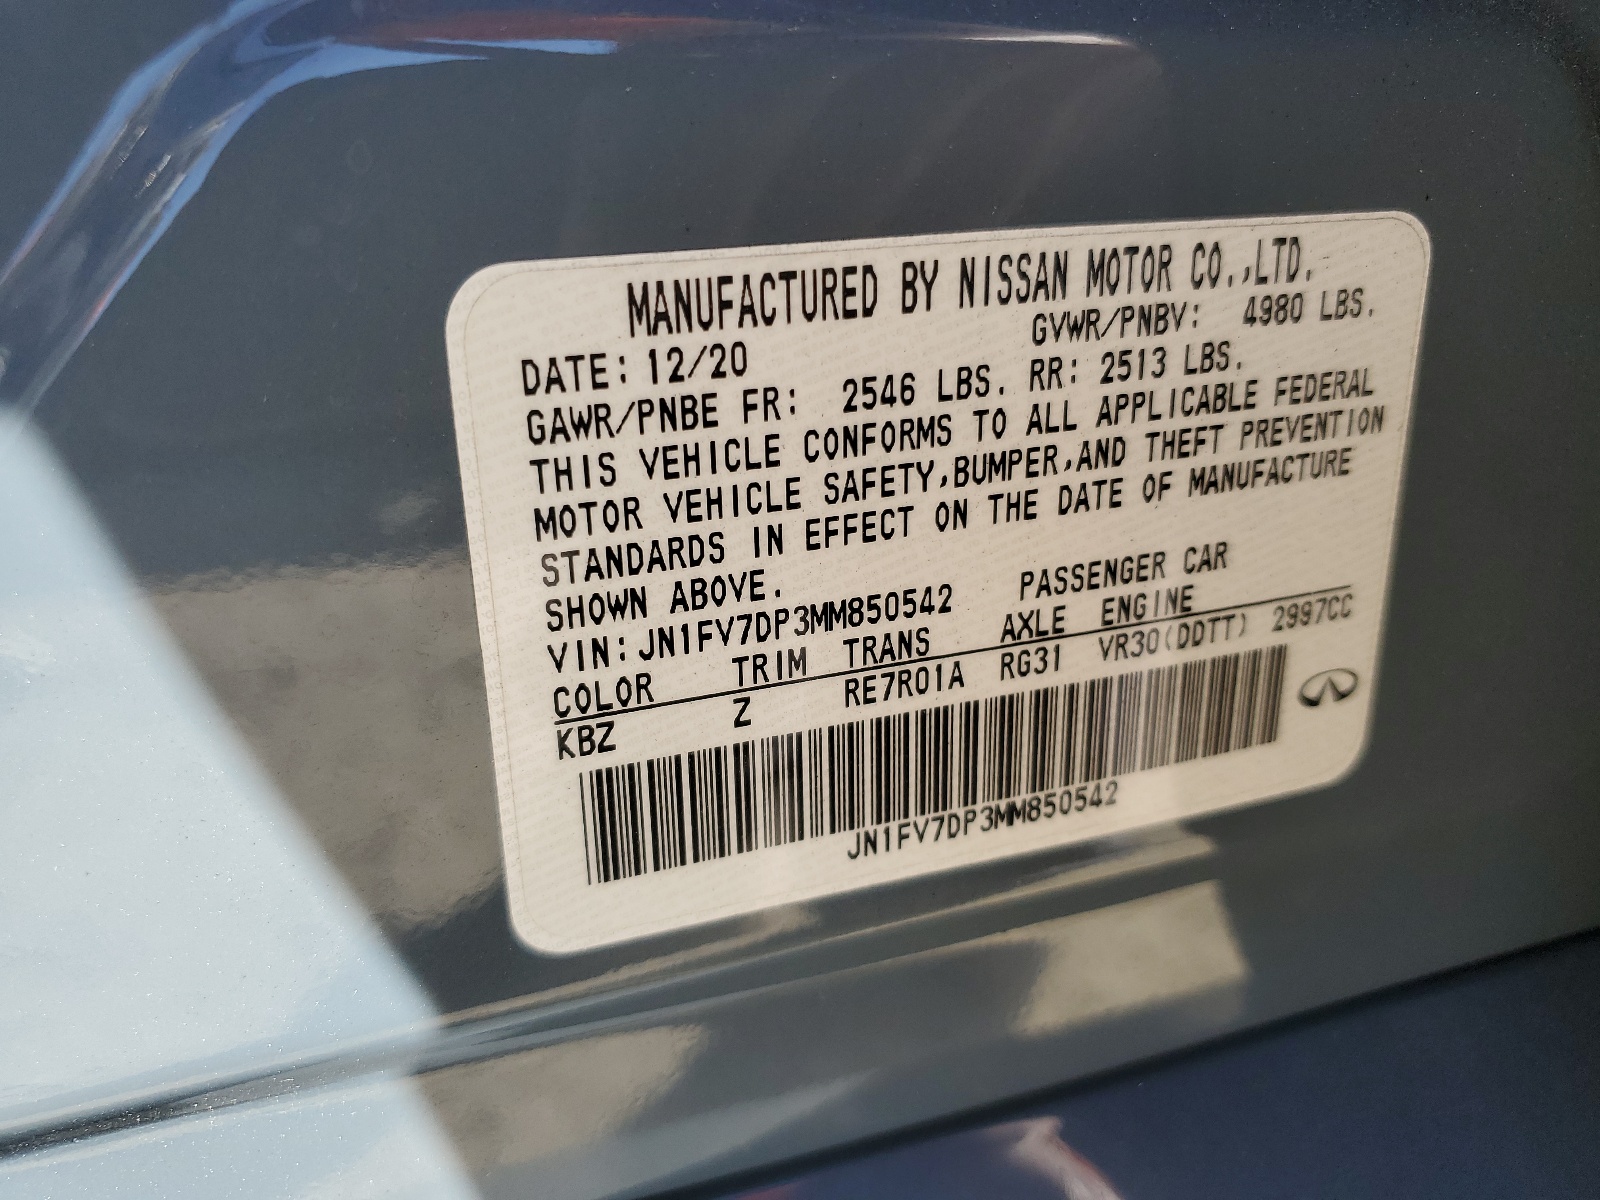 MANUFACTURED BY NISSAN MOTOR CO.,LTD.
DATE: 12/20 GVWR/PNBV: 4980 LBS.
GAWR/PNBE FR: 2546 LBS. RR: 2513 LBS.
THIS VEHICLE CONFORMS TO ALL APPLICABLE FEDERAL
MOTOR VEHICLE SAFETY,BUMPER,AND THEFT PREVENTION
STANDARDS IN EFFECT ON THE DATE OF MANUFACTURE
SHOWN ABOVE.
VIN: JN1FV7DP3MM850542 PASSENGER CAR
COLOR TRIM TRANS AXLE ENGINE
KBZ Z RE7R01A RG31 VR30(DDTT) 2997CC
JN1FV7DP3MM850542